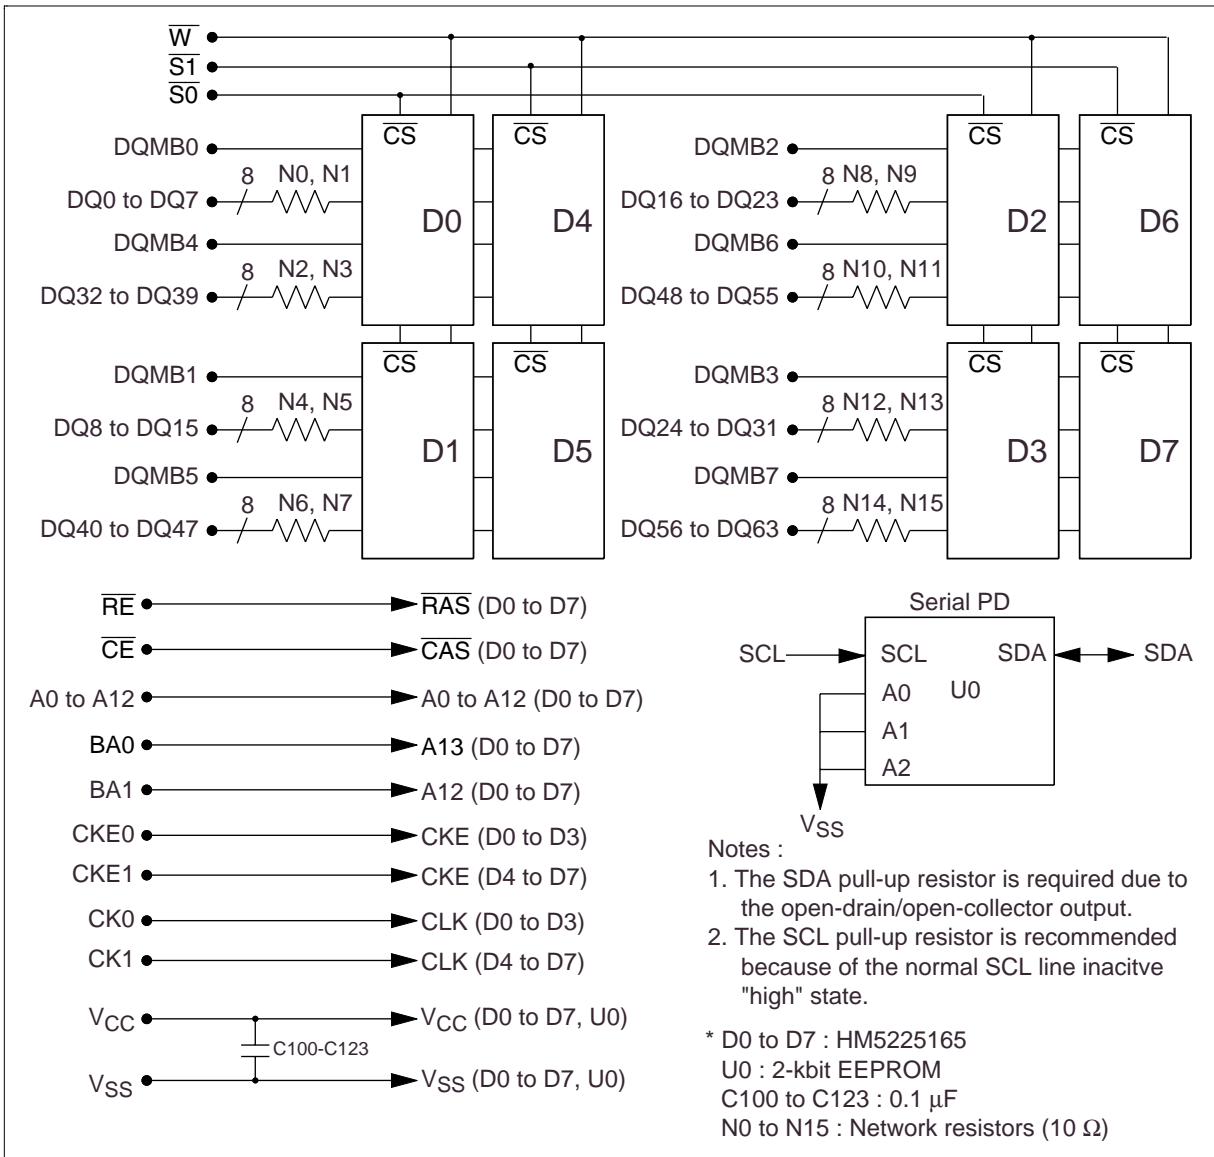 W
S1
S0
CS CS CS CS
DQMB0 DQMB2
8 N0, N1 8 N8, N9
DQ0 to DQ7 DQ16 to DQ23
D0 D4 D2 D6
DQMB4 DQMB6
8 N2, N3 8 N10, N11
DQ32 to DQ39 DQ48 to DQ55
CS CS CS CS
DQMB1 DQMB3
8 N4, N5 8 N12, N13
DQ8 to DQ15 DQ24 to DQ31
D1 D5 D3 D7
DQMB5 DQMB7
8 N6, N7 8 N14, N15
DQ40 to DQ47 DQ56 to DQ63
RE RAS (D0 to D7)
CE CAS (D0 to D7)
A0 to A12 A0 to A12 (D0 to D7)
BA0 A13 (D0 to D7)
BA1 A12 (D0 to D7)
CKE0 CKE (D0 to D3)
CKE1 CKE (D4 to D7)
CK0 CLK (D0 to D3)
CK1 CLK (D4 to D7)
VCC VCC (D0 to D7, U0)
C100-C123
VSS VSS (D0 to D7, U0)
Serial PD
SCL SCL SDA SDA
A0 U0
A1
A2
VSS
Notes :
1. The SDA pull-up resistor is required due to
the open-drain/open-collector output.
2. The SCL pull-up resistor is recommended
because of the normal SCL line inacitve
"high" state.
* D0 to D7 : HM5225165
U0 : 2-kbit EEPROM
C100 to C123 : 0.1 μF
N0 to N15 : Network resistors (10 Ω)